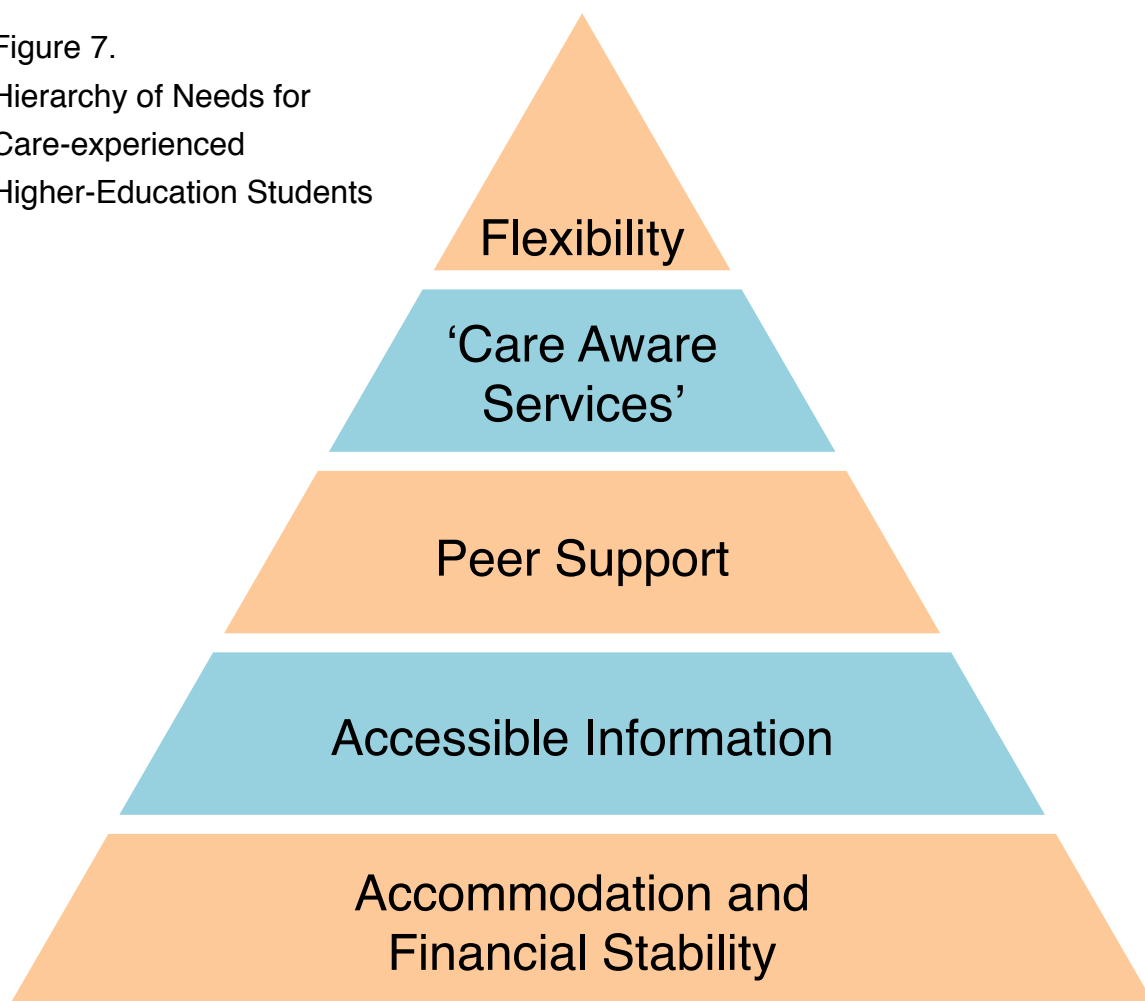 Figure 7.
Hierarchy of Needs for
Care-experienced
Higher-Education Students
Flexibility
‘Care Aware
Services’
Peer Support
Accessible Information
Accommodation and
Financial Stability